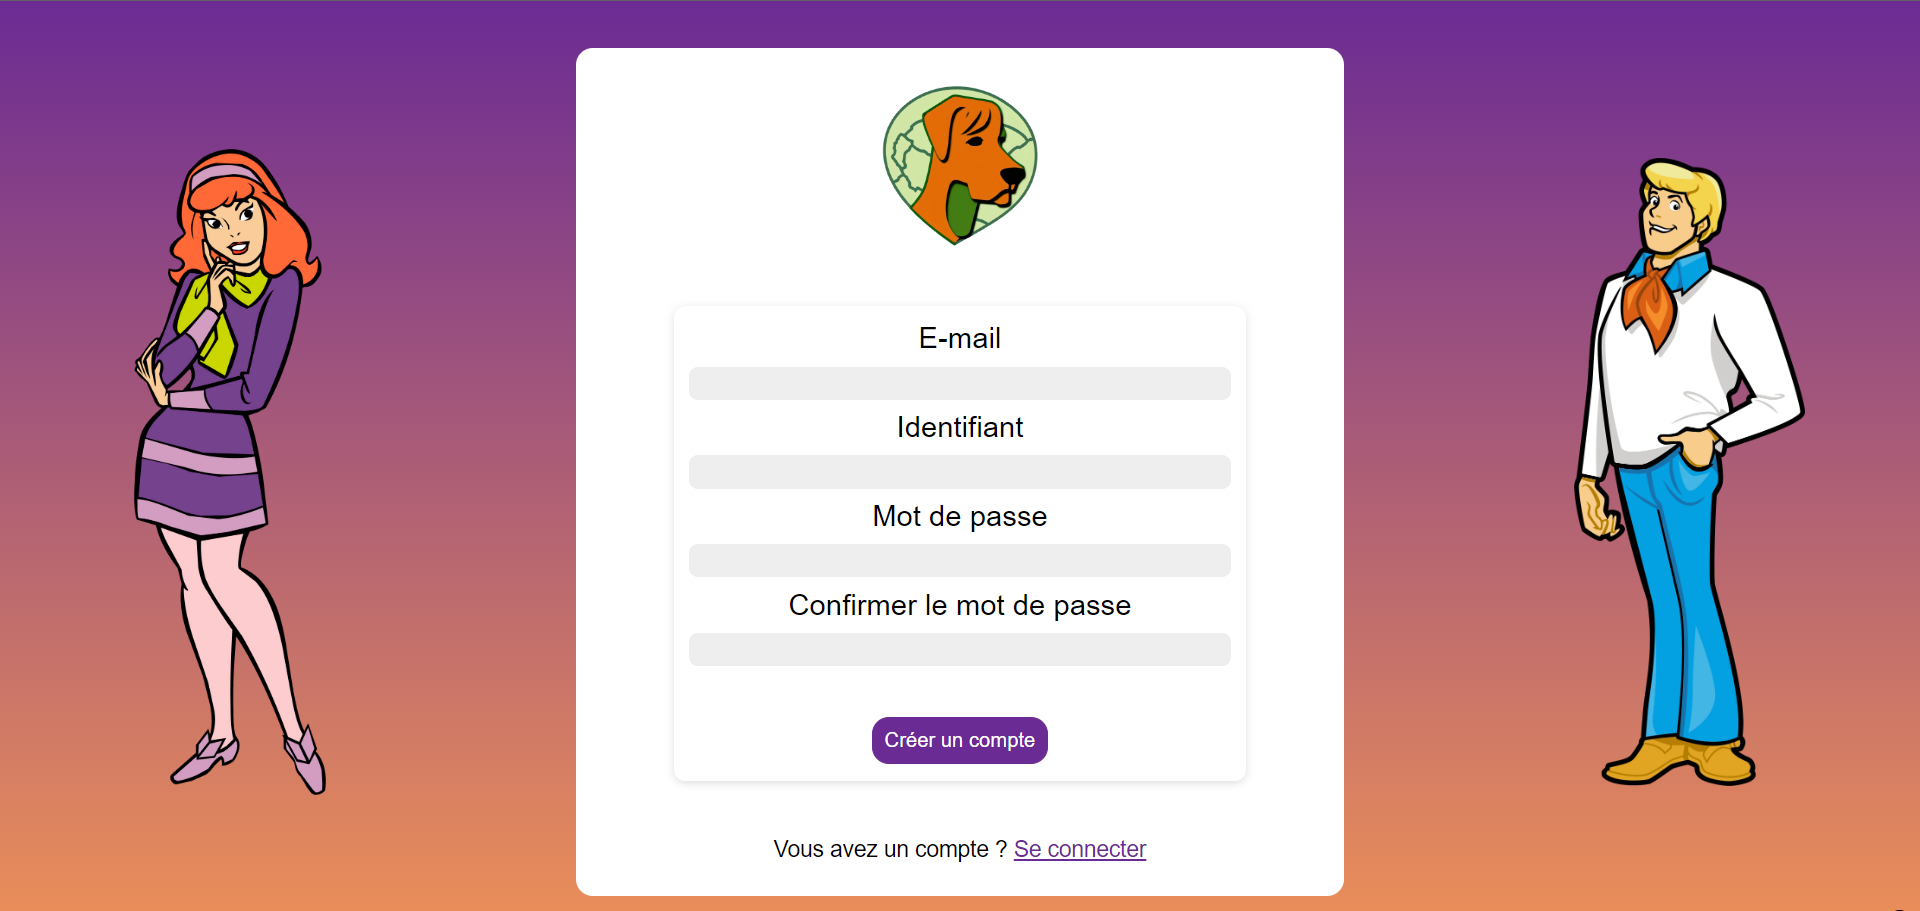 E-mail
Identifiant
Mot de passe
Confirmer le mot de passe
Créer un compte
Vous avez un compte ? Se connecter